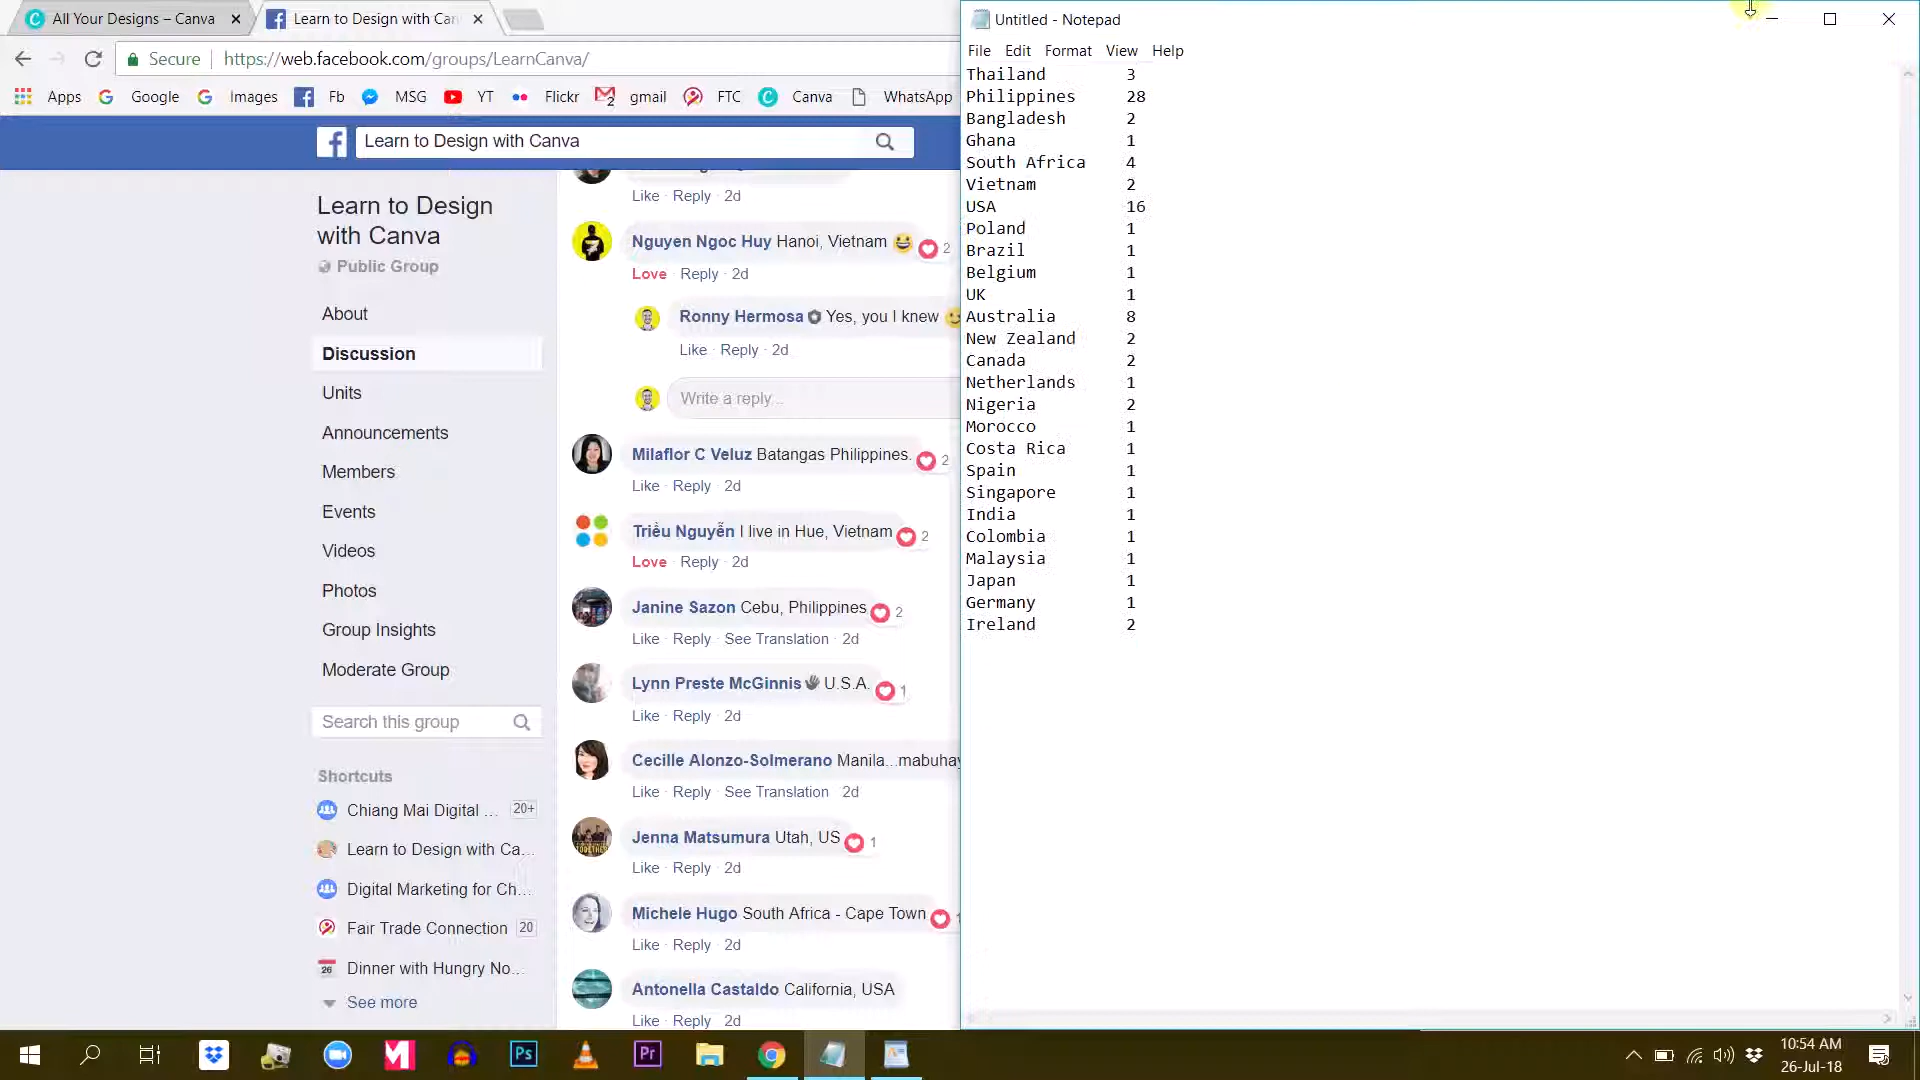 All Your Designs – Canva
Learn to Design with Can
Secure https://web.facebook.com/groups/LearnCanva/
Apps Google Images Fb MSG YT Flickr gmail FTC Canva WhatsApp
Learn to Design with Canva
Learn to Design
with Canva
Public Group
About
Discussion
Units
Announcements
Members
Events
Videos
Photos
Group Insights
Moderate Group
Search this group
Shortcuts
Chiang Mai Digital ... 20+
Learn to Design with Ca...
Digital Marketing for Ch...
Fair Trade Connection 20
26 Dinner with Hungry No...
See more
Like · Reply · 2d
Nguyen Ngoc Huy Hanoi, Vietnam 2
Love · Reply · 2d
Ronny Hermosa Yes, you I knew
Like · Reply · 2d
Write a reply...
Milaflor C Veluz Batangas Philippines. 2
Like · Reply · 2d
Triều Nguyễn I live in Hue, Vietnam 2
Love · Reply · 2d
Janine Sazon Cebu, Philippines 2
Like · Reply · See Translation · 2d
Lynn Preste McGinnis U.S.A. 1
Like · Reply · 2d
Cecille Alonzo-Solmerano Manila...mabuhay
Like · Reply · See Translation · 2d
Jenna Matsumura Utah, US 1
Like · Reply · 2d
Michele Hugo South Africa - Cape Town 1
Like · Reply · 2d
Antonella Castaldo California, USA
Like · Reply · 2d
Untitled - Notepad
File Edit Format View Help
Thailand 3
Philippines 28
Bangladesh 2
Ghana 1
South Africa 4
Vietnam 2
USA 16
Poland 1
Brazil 1
Belgium 1
UK 1
Australia 8
New Zealand 2
Canada 2
Netherlands 1
Nigeria 2
Morocco 1
Costa Rica 1
Spain 1
Singapore 1
India 1
Colombia 1
Malaysia 1
Japan 1
Germany 1
Ireland 2
Ps
Pr
10:54 AM
26-Jul-18